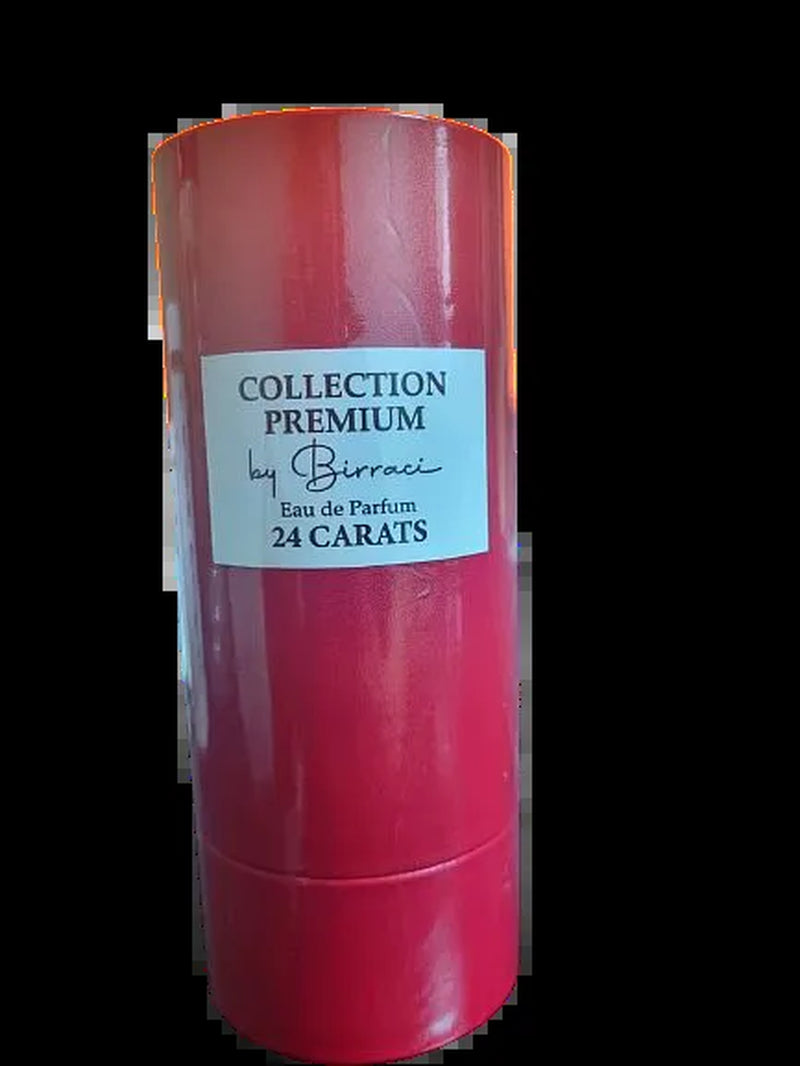 COLLECTION
PREMIUM
by Birraci
Eau de Parfum
24 CARATS